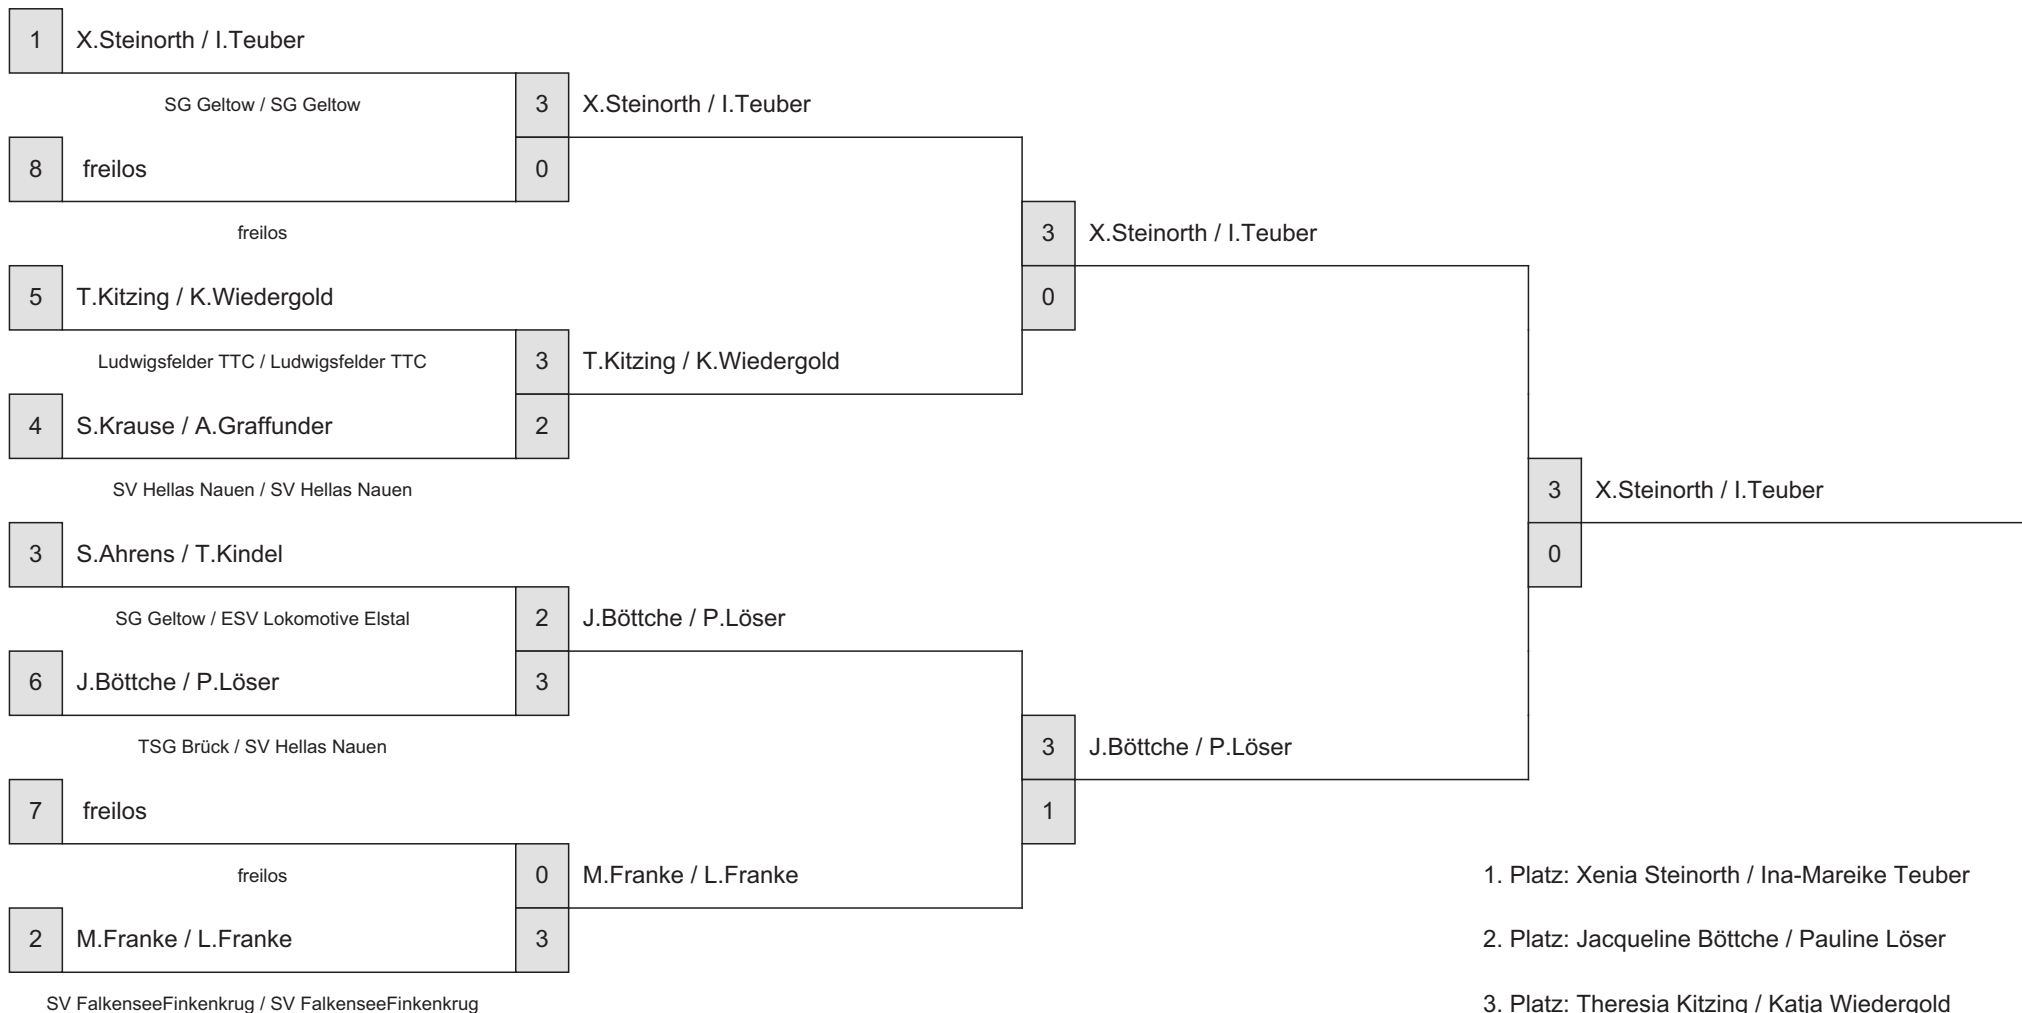 1 X.Steinorth / I.Teuber
SG Geltow / SG Geltow
3 X.Steinorth / I.Teuber
8 freilos
0
freilos
3 X.Steinorth / I.Teuber
5 T.Kitzing / K.Wiedergold
0
Ludwigsfelder TTC / Ludwigsfelder TTC
3 T.Kitzing / K.Wiedergold
4 S.Krause / A.Graffunder
2
SV Hellas Nauen / SV Hellas Nauen
3 X.Steinorth / I.Teuber
3 S.Ahrens / T.Kindel
0
SG Geltow / ESV Lokomotive Elstal
2 J.Böttche / P.Löser
6 J.Böttche / P.Löser
3
TSG Brück / SV Hellas Nauen
3 J.Böttche / P.Löser
7 freilos
1
freilos
0 M.Franke / L.Franke
1. Platz: Xenia Steinorth / Ina-Mareike Teuber
2 M.Franke / L.Franke
3
2. Platz: Jacqueline Böttche / Pauline Löser
SV FalkenseeFinkenkrug / SV FalkenseeFinkenkrug
3. Platz: Theresia Kitzing / Katja Wiedergold